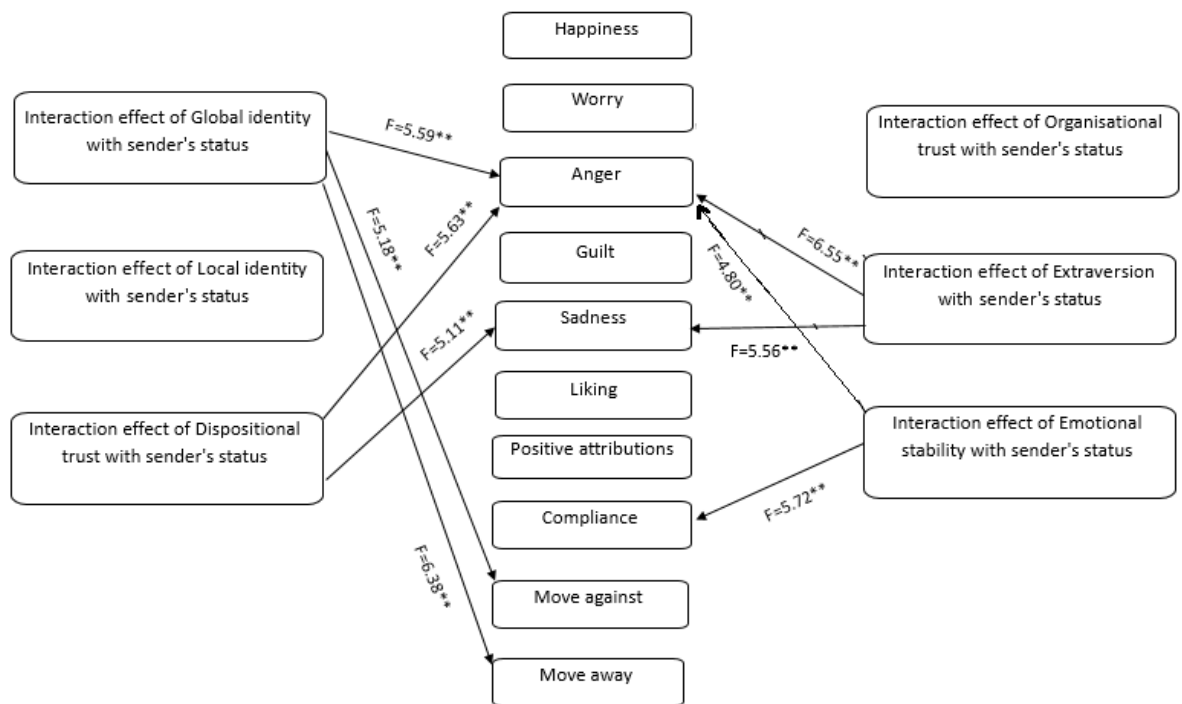 Happiness
Worry
Anger
Guilt
Sadness
Liking
Positive attributions
Compliance
Move against
Move away
Interaction effect of Global identity
with sender's status
Interaction effect of Local identity
with sender's status
Interaction effect of Dispositional
trust with sender's status
Interaction effect of Organisational
trust with sender's status
Interaction effect of Extraversion
with sender's status
Interaction effect of Emotional
stability with sender's status
F=5.59**
F=5.18**
F=5.63**
F=5.11**
F=6.38**
F=6.55**
F=4.80**
F=5.56**
F=5.72**